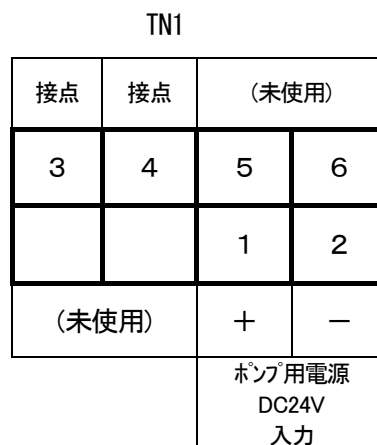 TN1
接点 接点 (未使用)
3 4 5 6
1 2
(未使用) + －
ﾎﾟﾝﾌﾟ用電源
DC24V
入力